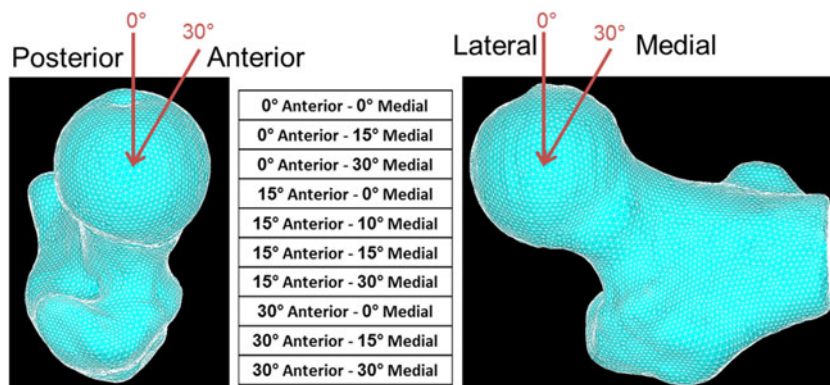 0°
30°
Posterior
Anterior
0° Anterior - 0° Medial
0° Anterior - 15° Medial
0° Anterior - 30° Medial
15° Anterior - 0° Medial
15° Anterior - 10° Medial
15° Anterior - 15° Medial
15° Anterior - 30° Medial
30° Anterior - 0° Medial
30° Anterior - 15° Medial
30° Anterior - 30° Medial
0°
30°
Lateral
Medial